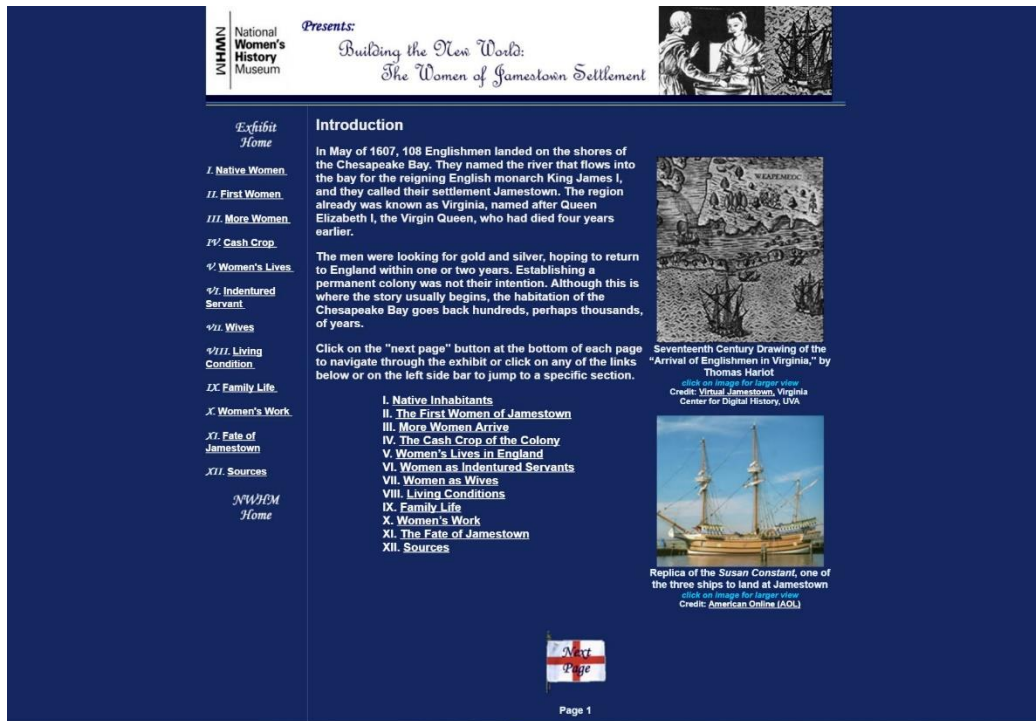 NWHM
National
Women's
History
Museum
Presents:
Building the New World:
The Women of Jamestown Settlement
Exhibit
Home
I. Native Women
II. First Women
III. More Women
IV. Cash Crop
V. Women's Lives
VI. Indentured
Servant
VII. Wives
VIII. Living
Condition
IX. Family Life
X. Women's Work
XI. Fate of
Jamestown
XII. Sources
NWHM
Home
Introduction
In May of 1607, 108 Englishmen landed on the shores of
the Chesapeake Bay. They named the river that flows into
the bay for the reigning English monarch King James I,
and they called their settlement Jamestown. The region
already was known as Virginia, named after Queen
Elizabeth I, the Virgin Queen, who had died four years
earlier.
The men were looking for gold and silver, hoping to return
to England within one or two years. Establishing a
permanent colony was not their intention. Although this is
where the story usually begins, the habitation of the
Chesapeake Bay goes back hundreds, perhaps thousands,
of years.
Click on the "next page" button at the bottom of each page
to navigate through the exhibit or click on any of the links
below or on the left side bar to jump to a specific section.
I. Native Inhabitants
II. The First Women of Jamestown
III. More Women Arrive
IV. The Cash Crop of the Colony
V. Women's Lives in England
VI. Women as Indentured Servants
VII. Women as Wives
VIII. Living Conditions
IX. Family Life
X. Women's Work
XI. The Fate of Jamestown
XII. Sources
WEAPEMEOC
Seventeenth Century Drawing of the
“Arrival of Englishmen in Virginia,” by
Thomas Hariot
click on image for larger view
Credit: Virtual Jamestown, Virginia
Center for Digital History, UVA
Replica of the Susan Constant, one of
the three ships to land at Jamestown
click on image for larger view
Credit: American Online (AOL)
Next
Page
Page 1